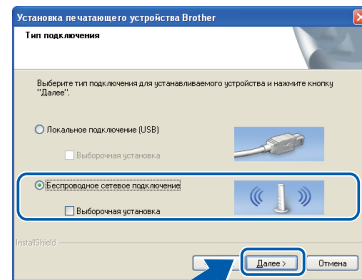 Установка печатающего устройства Brother
Тип подключения
Выберите тип подключения для устанавливаемого устройства и нажмите кнопку
"Далее".
Локальное подключение (USB)
Выборочная установка
Беспроводное сетевое подключение
Выборочная установка
InstallShield
Далее >
Отмена